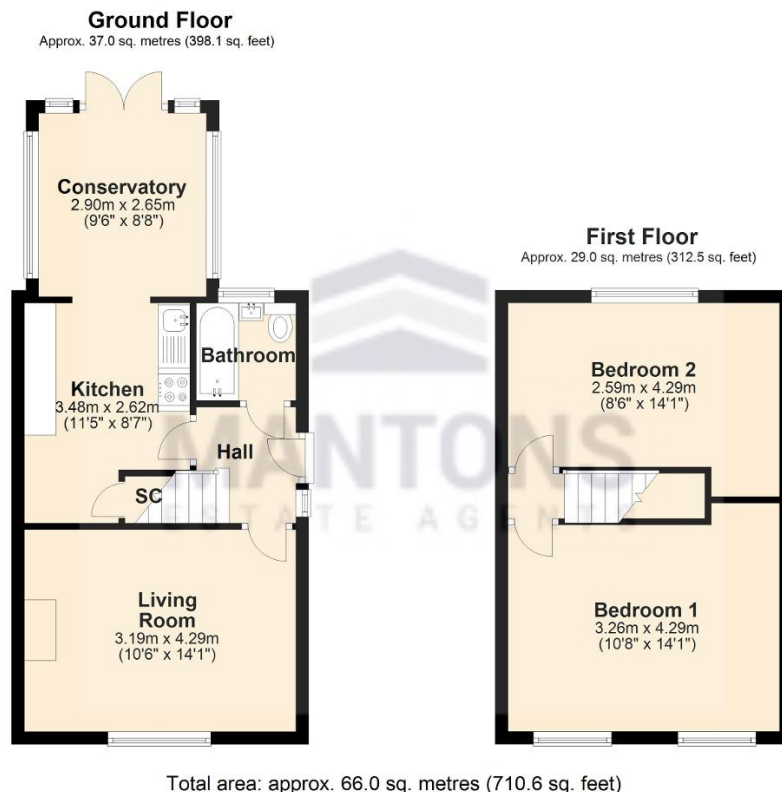 Ground Floor
Approx. 37.0 sq. metres (398.1 sq. feet)
Conservatory
2.90m x 2.65m
(9'6" x 8'8")
First Floor
Approx. 29.0 sq. metres (312.5 sq. feet)
Bathroom
Kitchen
3.48m x 2.62m
(11'5" x 8'7")
Hall
SC
Bedroom 2
2.59m x 4.29m
(8'6" x 14'1")
MANTONS
ESTATE AGENTS
Living
Room
3.19m x 4.29m
(10'6" x 14'1")
Bedroom 1
3.26m x 4.29m
(10'8" x 14'1")
Total area: approx. 66.0 sq. metres (710.6 sq. feet)